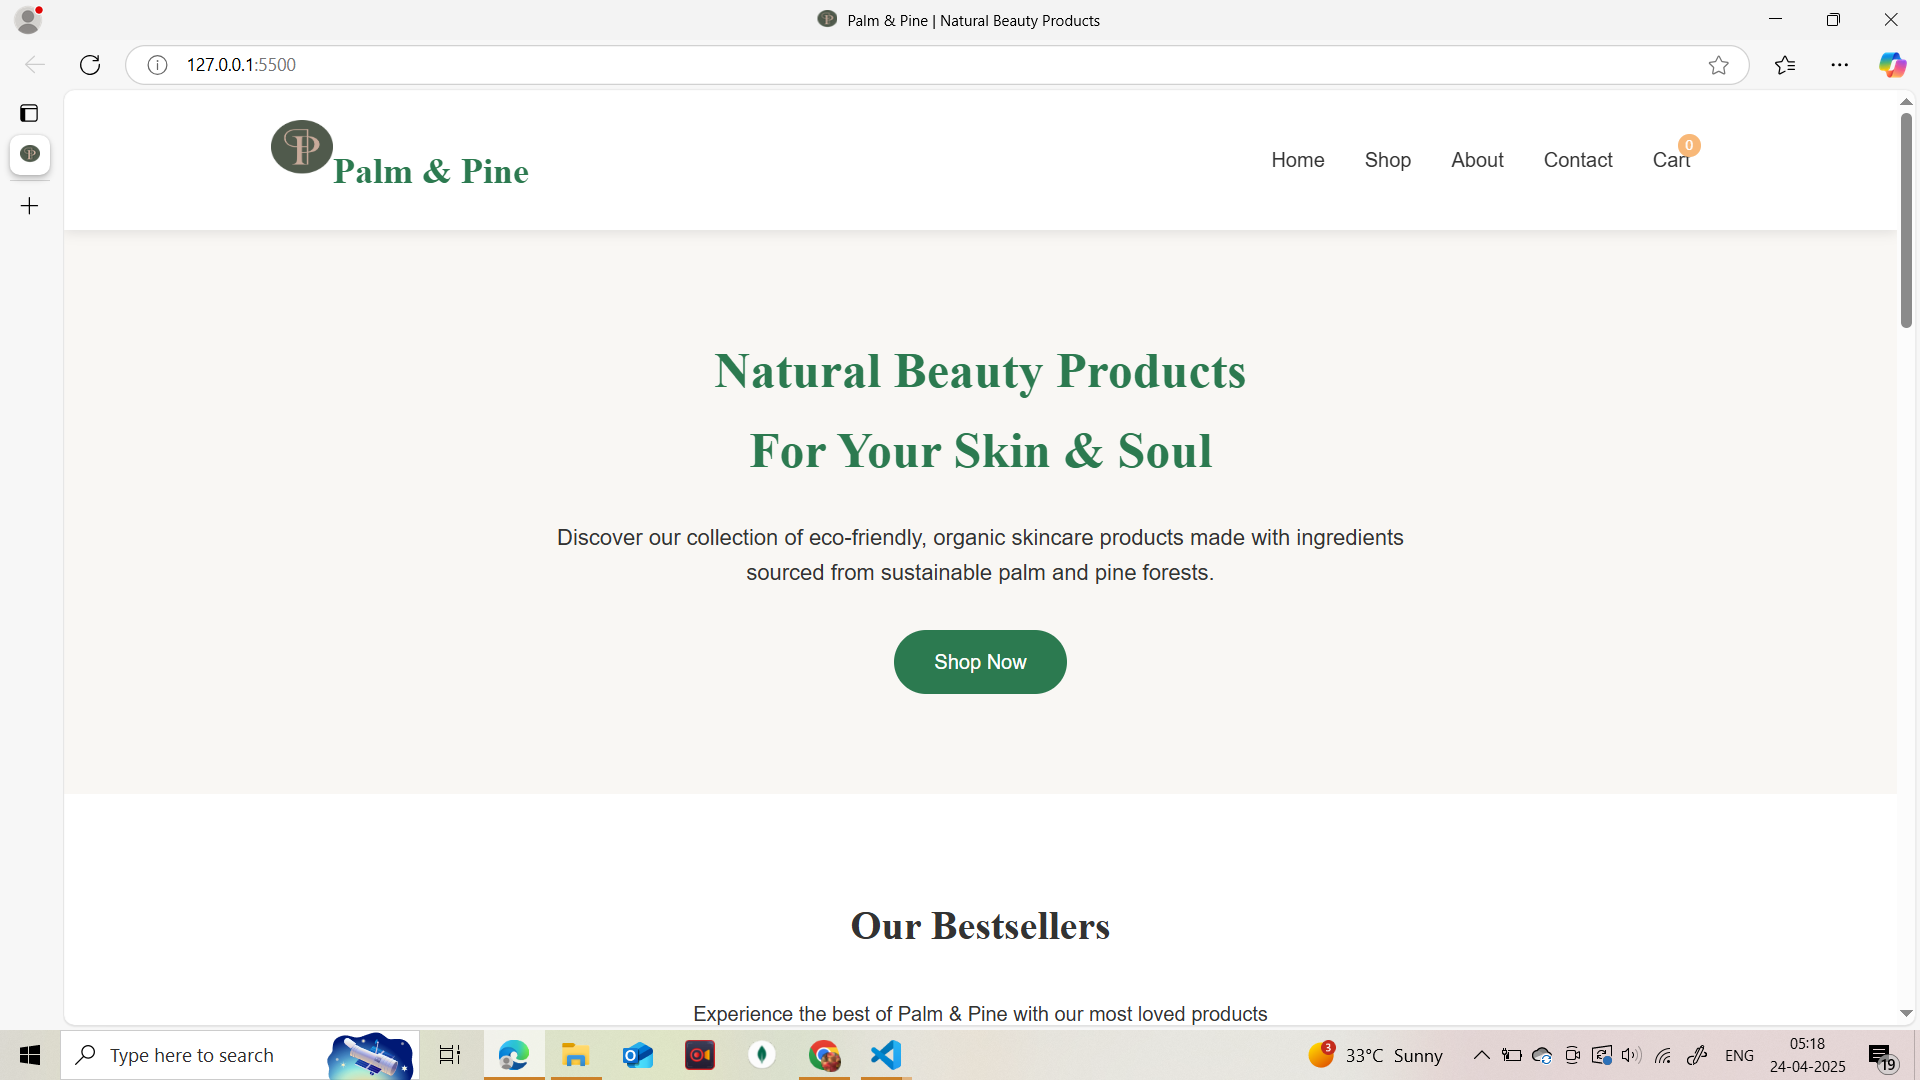 Palm & Pine | Natural Beauty Products
127.0.0.1:5500
Palm & Pine
Home
Shop
About
Contact
Cart
0
Natural Beauty Products
For Your Skin & Soul
Discover our collection of eco-friendly, organic skincare products made with ingredients
sourced from sustainable palm and pine forests.
Shop Now
Our Bestsellers
Experience the best of Palm & Pine with our most loved products
Type here to search
3
33°C Sunny
ENG
05:18
24-04-2025
19